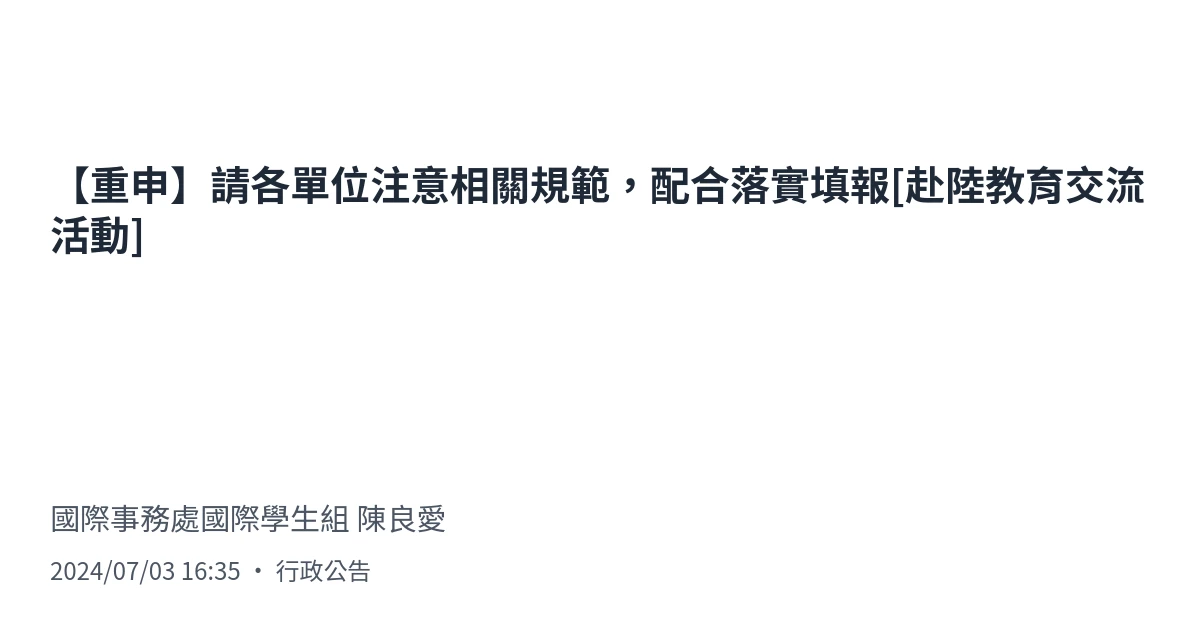 【重申】請各單位注意相關規範，配合落實填報[赴陸教育交流
活動]
國際事務處國際學生組 陳良愛
2024/07/03 16:35 ・ 行政公告